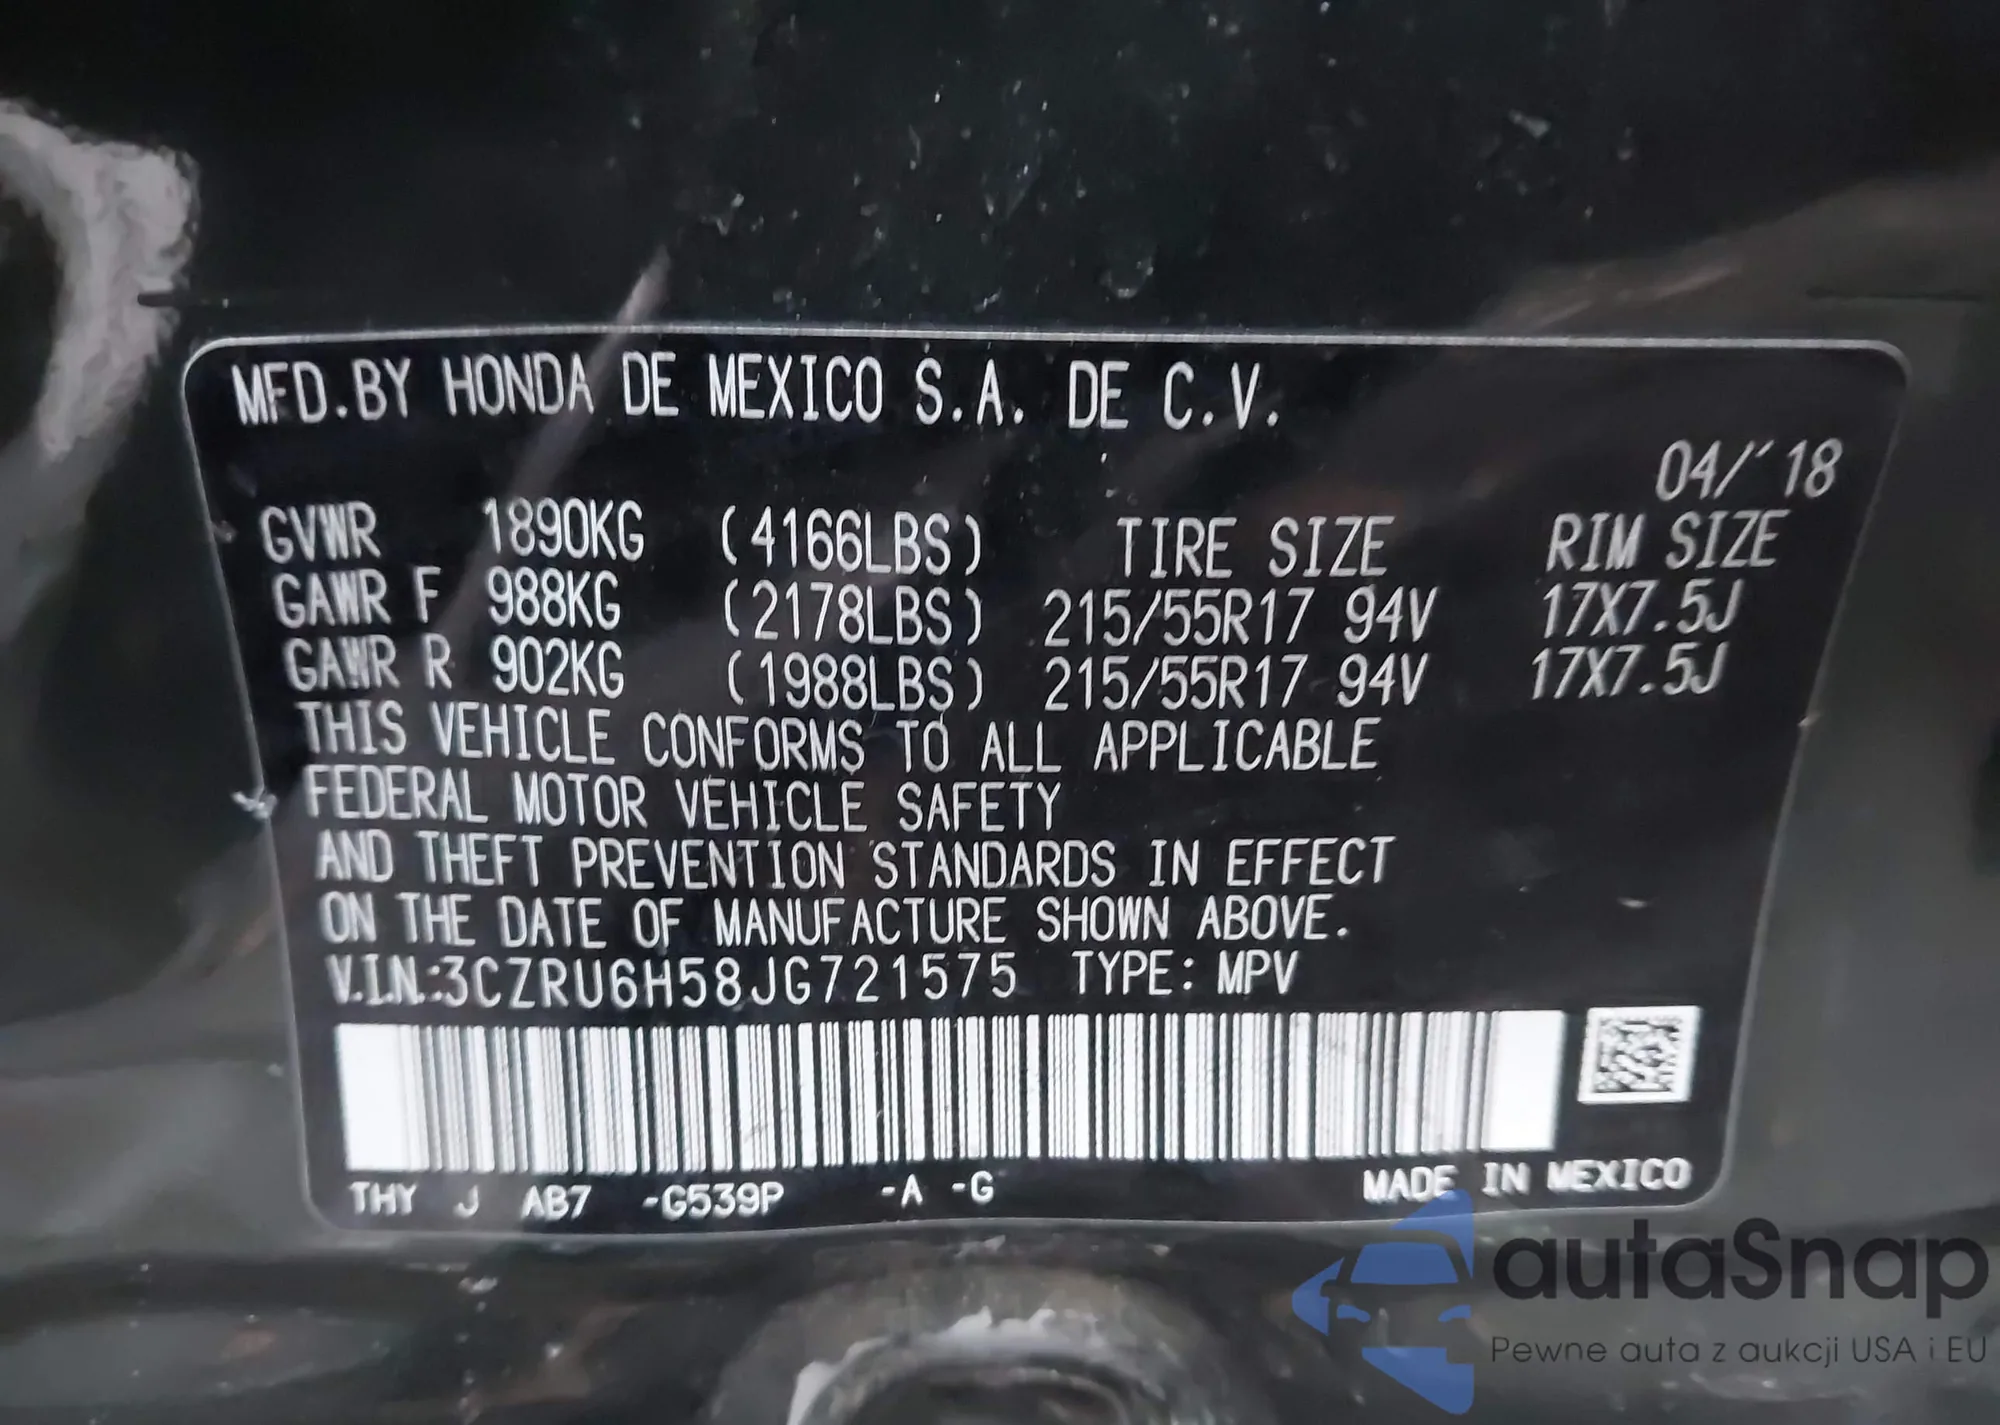 MFD.BY HONDA DE MEXICO S.A. DE C.V.
04/'18
GVWR 1890KG (4166LBS) TIRE SIZE RIM SIZE
GAWR F 988KG (2178LBS) 215/55R17 94V 17X7.5J
GAWR R 902KG (1988LBS) 215/55R17 94V 17X7.5J
THIS VEHICLE CONFORMS TO ALL APPLICABLE
FEDERAL MOTOR VEHICLE SAFETY
AND THEFT PREVENTION STANDARDS IN EFFECT
ON THE DATE OF MANUFACTURE SHOWN ABOVE.
V.I.N.:3CZRU6H58JG721575 TYPE: MPV
THY J AB7 -G539P -A -G MADE IN MEXICO
autaSnap
Pewne auta z aukcji USA i EU